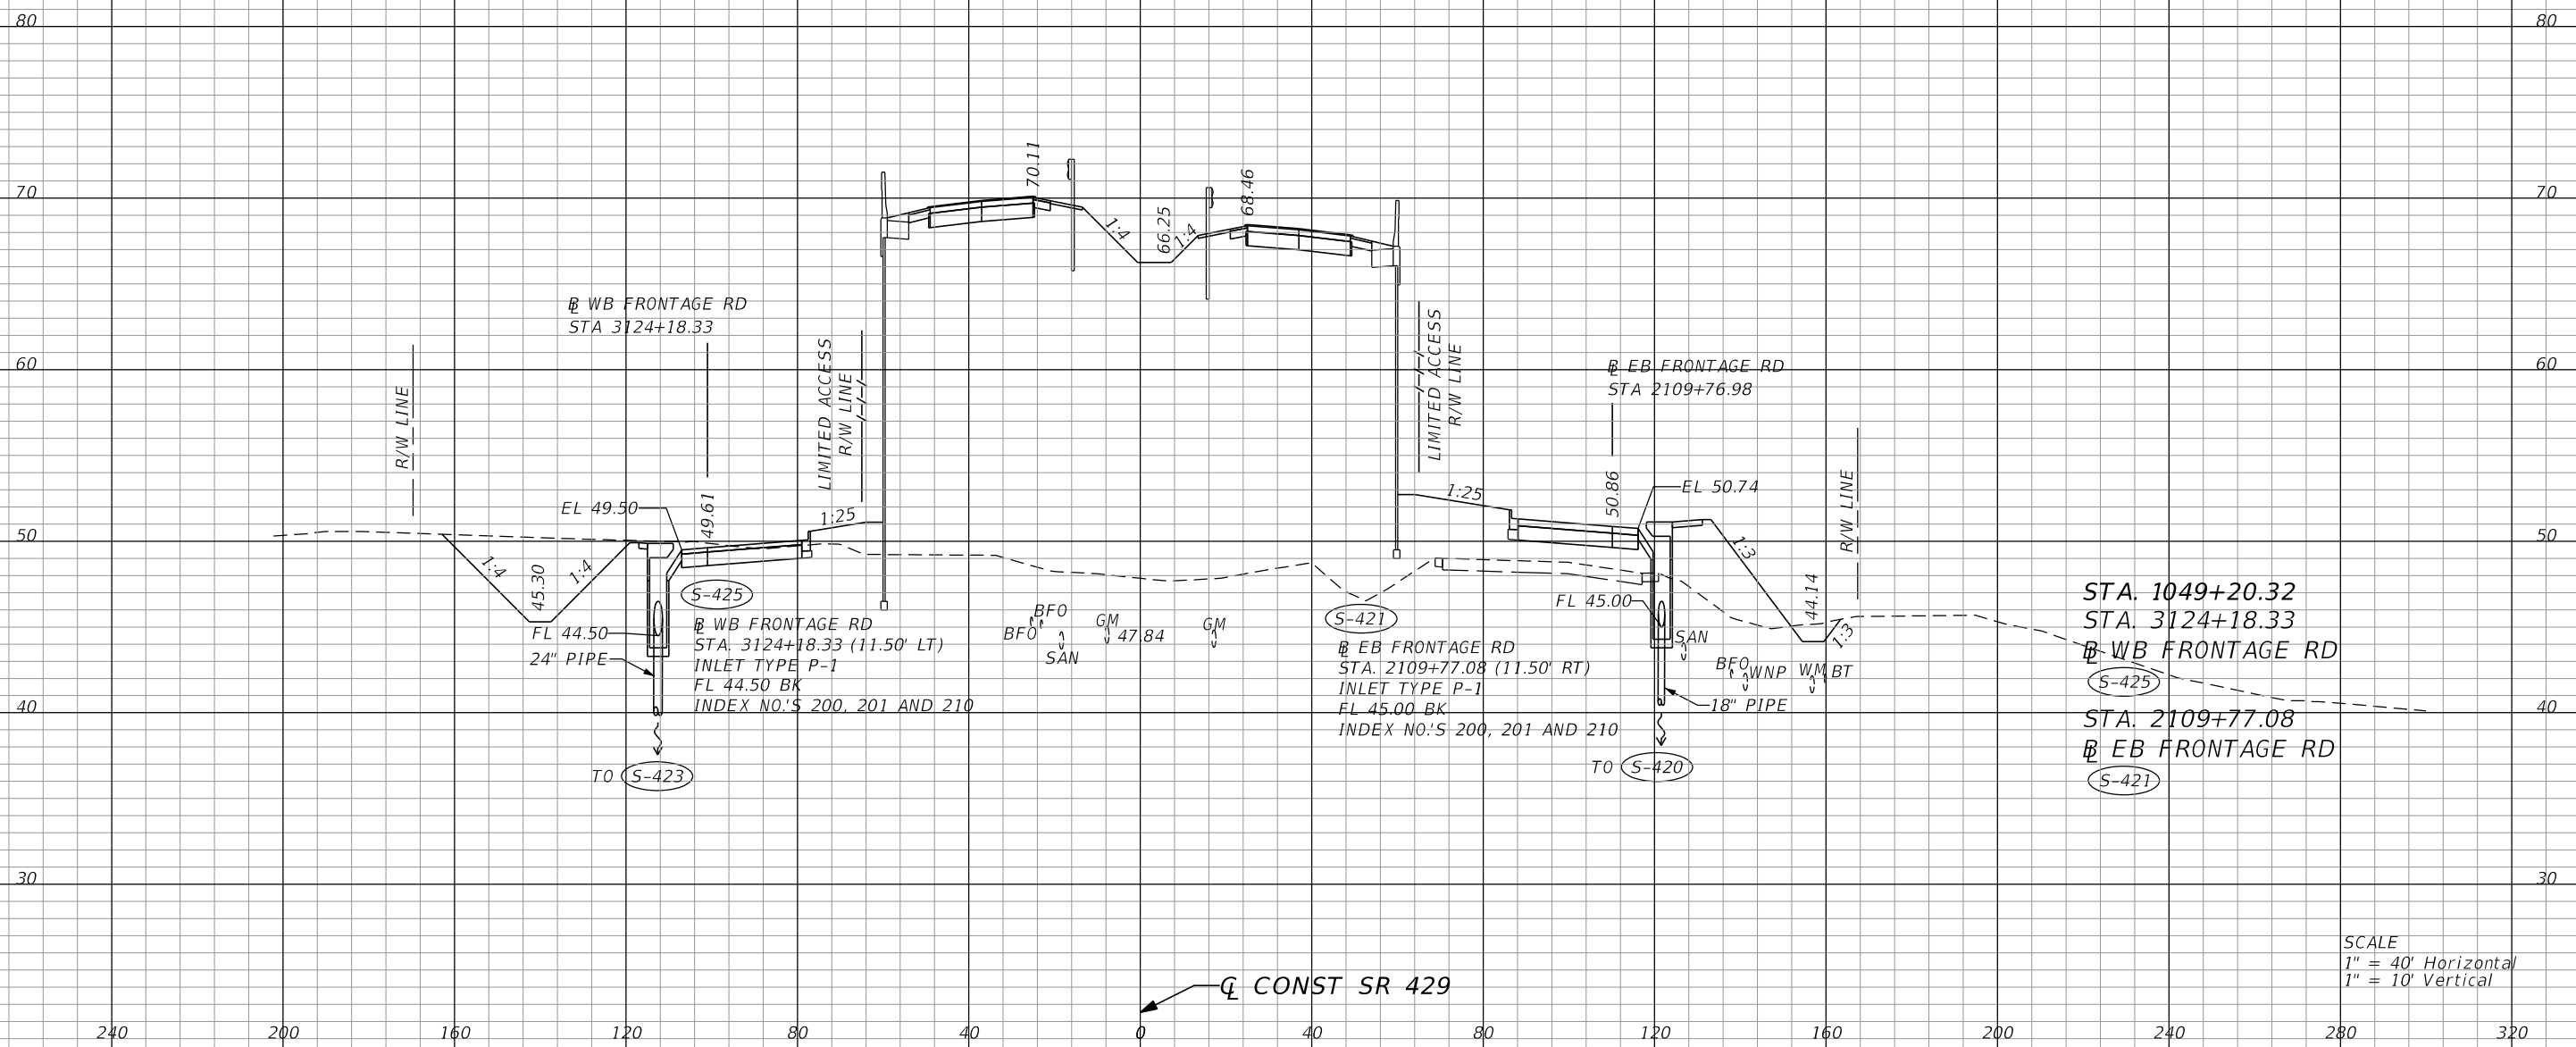 80
80
70.11
70
68.46
70
1:4
66.25
1:4
℄ WB FRONTAGE RD
STA 3124+18.33
60
60
LIMITED ACCESS
R/W LINE
LIMITED ACCESS
R/W LINE
℄ EB FRONTAGE RD
STA 2109+76.98
R/W LINE
R/W LINE
EL 49.50
49.61
1:25
1:25
50.86
EL 50.74
50
50
1:4
45.30
1:4
1:3
44.14
1:3
S-425
FL 44.50
24" PIPE
℄ WB FRONTAGE RD
STA. 3124+18.33 (11.50' LT)
INLET TYPE P-1
FL 44.50 BK
INDEX NO.'S 200, 201 AND 210
BFO
BFO
SAN
GM
47.84
GM
S-421
℄ EB FRONTAGE RD
STA. 2109+77.08 (11.50' RT)
INLET TYPE P-1
FL 45.00 BK
INDEX NO.'S 200, 201 AND 210
FL 45.00
SAN
BFO
WNP
WM
BT
18" PIPE
STA. 1049+20.32
STA. 3124+18.33
℄ WB FRONTAGE RD
S-425
STA. 2109+77.08
℄ EB FRONTAGE RD
S-421
40
40
TO S-423
TO S-420
30
30
SCALE
1" = 40' Horizontal
1" = 10' Vertical
℄ CONST SR 429
240 200 160 120 80 40 0 40 80 120 160 200 240 280 320